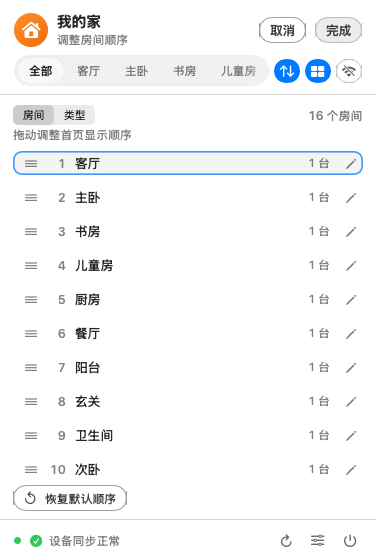 我的家
调整房间顺序
取消
完成
全部 客厅 主卧 书房 儿童房
房间 类型
16 个房间
拖动调整首页显示顺序
1 客厅 1 台
2 主卧 1 台
3 书房 1 台
4 儿童房 1 台
5 厨房 1 台
6 餐厅 1 台
7 阳台 1 台
8 玄关 1 台
9 卫生间 1 台
10 次卧 1 台
恢复默认顺序
设备同步正常